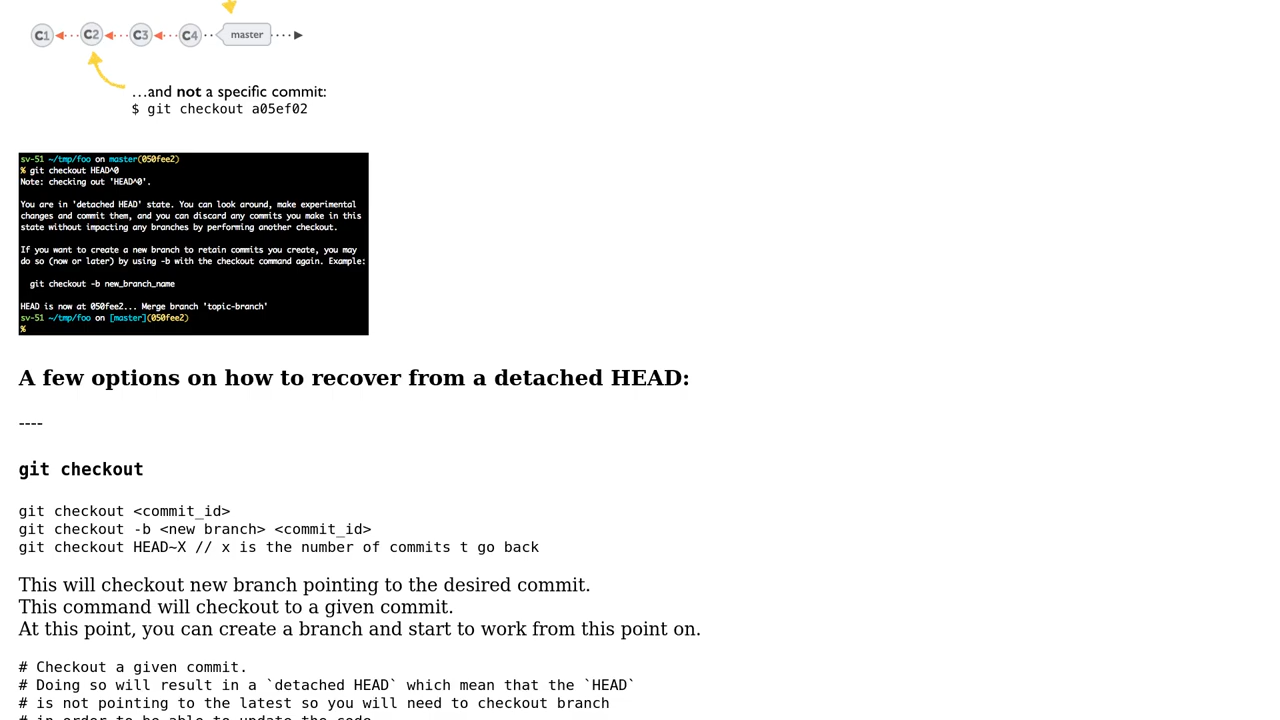 C1 C2 C3 C4 master
…and not a specific commit:
$ git checkout a05ef02
sv-51 ~/tmp/foo on master(050fee2)
% git checkout HEAD^0
Note: checking out 'HEAD^0'.
You are in 'detached HEAD' state. You can look around, make experimental
changes and commit them, and you can discard any commits you make in this
state without impacting any branches by performing another checkout.
If you want to create a new branch to retain commits you create, you may
do so (now or later) by using -b with the checkout command again. Example:
git checkout -b new_branch_name
HEAD is now at 050fee2... Merge branch 'topic-branch'
sv-51 ~/tmp/foo on [master](050fee2)
%
A few options on how to recover from a detached HEAD:
----
git checkout
git checkout <commit_id>
git checkout -b <new branch> <commit_id>
git checkout HEAD~X // x is the number of commits t go back
This will checkout new branch pointing to the desired commit.
This command will checkout to a given commit.
At this point, you can create a branch and start to work from this point on.
# Checkout a given commit.
# Doing so will result in a `detached HEAD` which mean that the `HEAD`
# is not pointing to the latest so you will need to checkout branch
# in order to be able to update the code.